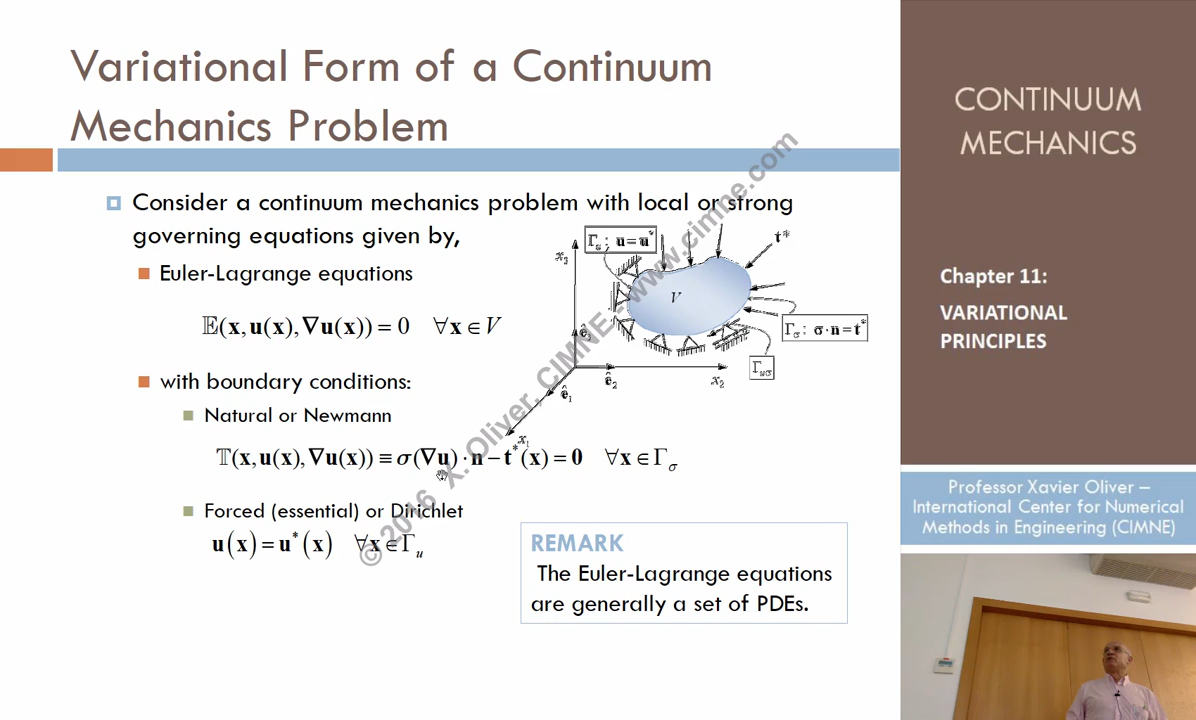 Variational Form of a Continuum
Mechanics Problem
Consider a continuum mechanics problem with local or strong
governing equations given by,
Euler-Lagrange equations
𝔼(x,u(x),∇u(x)) = 0 ∀x ∈ V
with boundary conditions:
Natural or Newmann
𝕋(x,u(x),∇u(x)) ≡ σ(∇u)·n − t*(x) = 0 ∀x ∈ Γσ
Forced (essential) or Dirichlet
u(x) = u*(x) ∀x ∈ Γu
REMARK
The Euler-Lagrange equations
are generally a set of PDEs.
Γu : u = u*
t*
x3
V
Γσ : σ·n = t*
Γuσ
ê3
ê2
x2
ê1
x1
© 2016 X. Oliver, CIMNE - www.cimne.com
CONTINUUM
MECHANICS
Chapter 11:
VARIATIONAL
PRINCIPLES
Professor Xavier Oliver –
International Center for Numerical
Methods in Engineering (CIMNE)